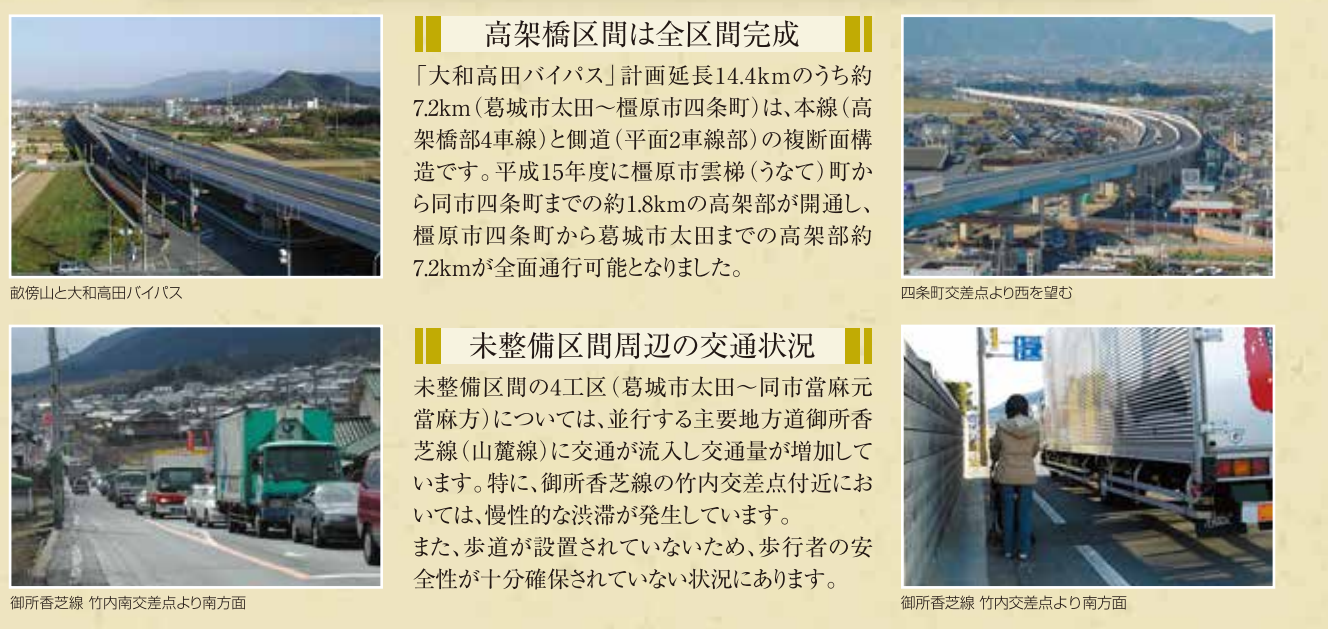 高架橋区間は全区間完成
「大和高田バイパス」計画延長14.4kmのうち約
7.2km（葛城市太田～橿原市四条町）は、本線（高
架橋部4車線）と側道（平面2車線部）の複断面構
造です。平成15年度に橿原市雲梯（うなて）町か
ら同市四条町までの約1.8kmの高架部が開通し、
橿原市四条町から葛城市太田までの高架部約
7.2kmが全面通行可能となりました。
畝傍山と大和高田バイパス
四条町交差点より西を望む
未整備区間周辺の交通状況
未整備区間の4工区（葛城市太田～同市當麻元
當麻方）については、並行する主要地方道御所香
芝線（山麓線）に交通が流入し交通量が増加して
います。特に、御所香芝線の竹内交差点付近にお
いては、慢性的な渋滞が発生しています。
また、歩道が設置されていないため、歩行者の安
全性が十分確保されていない状況にあります。
御所香芝線 竹内南交差点より南方面
御所香芝線 竹内交差点より南方面